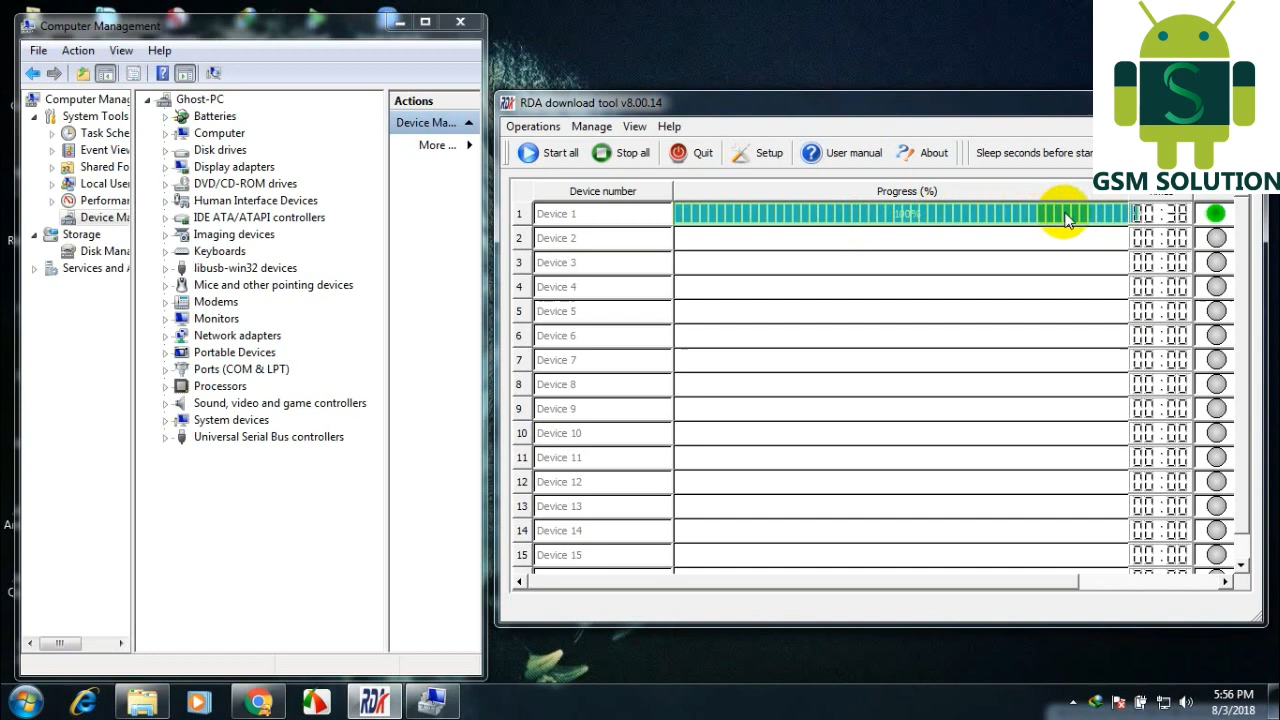 Computer Management
File Action View Help
Computer Manag
System Tools
Task Sche
Event View
Shared Fo
Local User
Performa
Device Ma
Storage
Disk Mana
Services and A
Ghost-PC
Batteries
Computer
Disk drives
Display adapters
DVD/CD-ROM drives
Human Interface Devices
IDE ATA/ATAPI controllers
Imaging devices
Keyboards
libusb-win32 devices
Mice and other pointing devices
Modems
Monitors
Network adapters
Portable Devices
Ports (COM & LPT)
Processors
Sound, video and game controllers
System devices
Universal Serial Bus controllers
Actions
Device Ma...
More ...
S
GSM SOLUTION
RDA download tool v8.00.14
Operations Manage View Help
Start all Stop all Quit Setup User manual About Sleep seconds before star
Device number Progress (%)
1 Device 1 100%
2 Device 2 00:00
3 Device 3 00:00
4 Device 4 00:00
5 Device 5 00:00
6 Device 6 00:00
7 Device 7 00:00
8 Device 8 00:00
9 Device 9 00:00
10 Device 10 00:00
11 Device 11 00:00
12 Device 12 00:00
13 Device 13 00:00
14 Device 14 00:00
15 Device 15 00:00
RDA
5:56 PM
8/3/2018